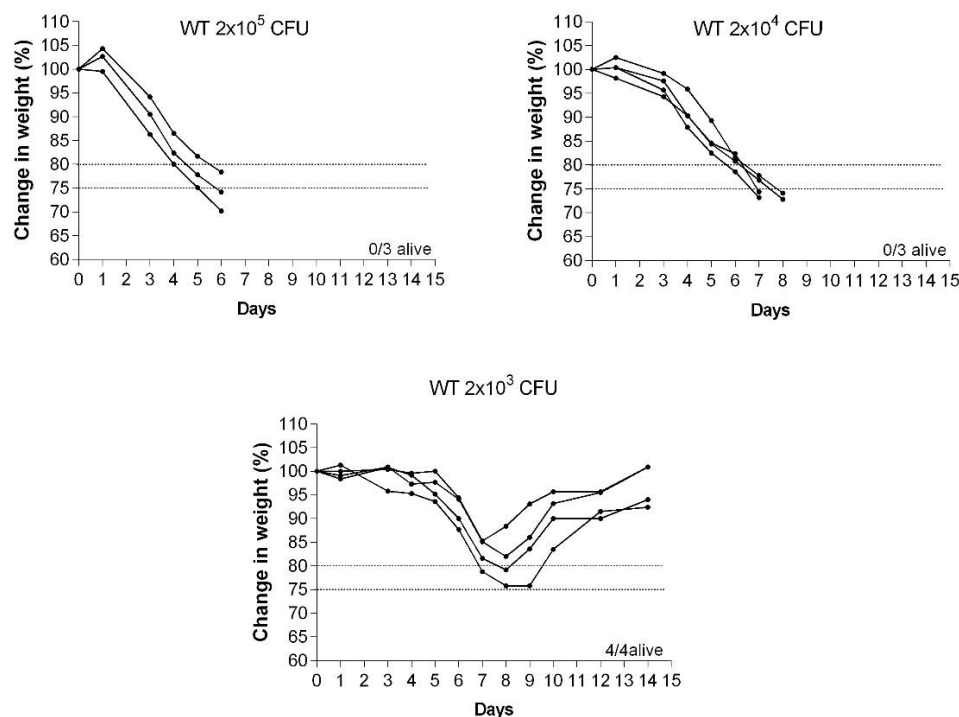 WT 2x10⁵ CFU
Change in weight (%)
110
105
100
95
90
85
80
75
70
65
60
0/3 alive
0 1 2 3 4 5 6 7 8 9 10 11 12 13 14 15
Days
WT 2x10⁴ CFU
Change in weight (%)
110
105
100
95
90
85
80
75
70
65
60
0/3 alive
0 1 2 3 4 5 6 7 8 9 10 11 12 13 14 15
Days
WT 2x10³ CFU
Change in weight (%)
110
105
100
95
90
85
80
75
70
65
60
4/4alive
0 1 2 3 4 5 6 7 8 9 10 11 12 13 14 15
Days